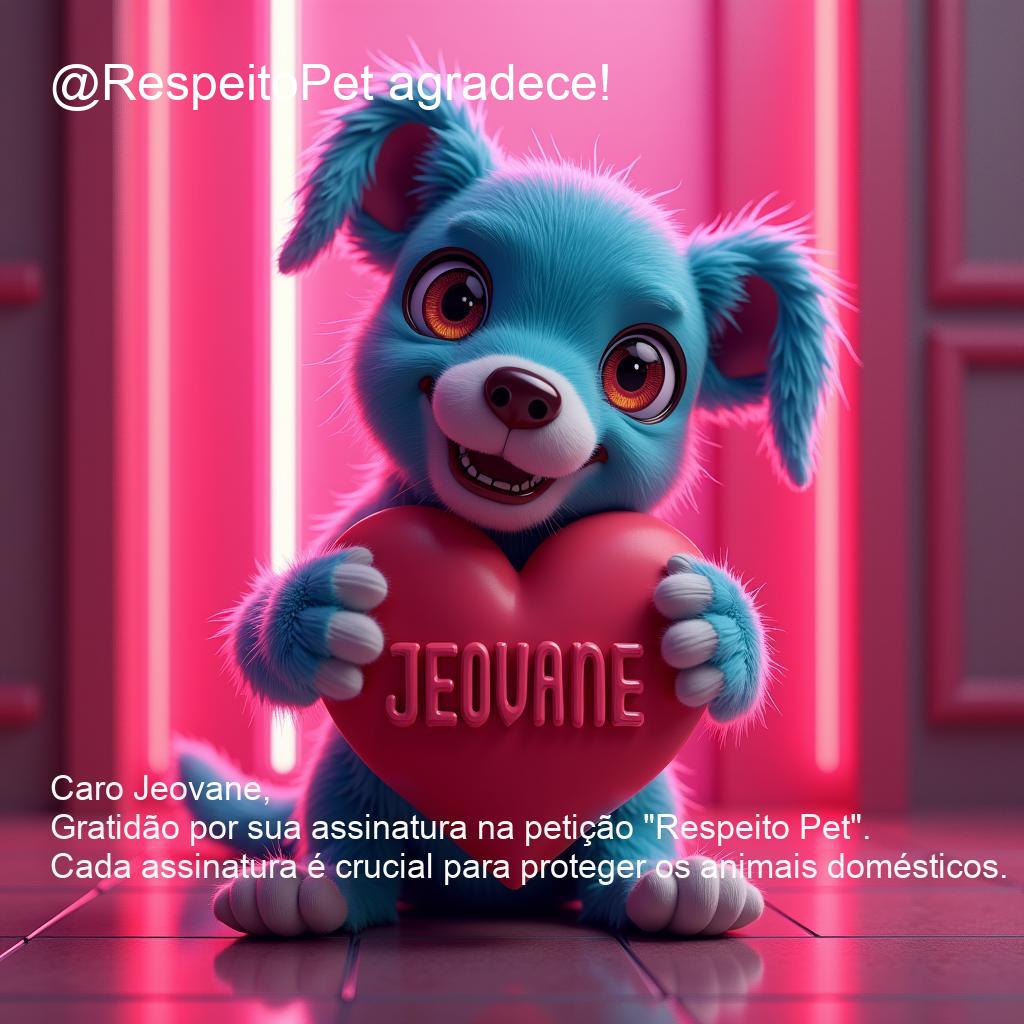 @RespeitoPet agradece!
JEOVANE
Caro Jeovane,
Gratidão por sua assinatura na petição "Respeito Pet".
Cada assinatura é crucial para proteger os animais domésticos.